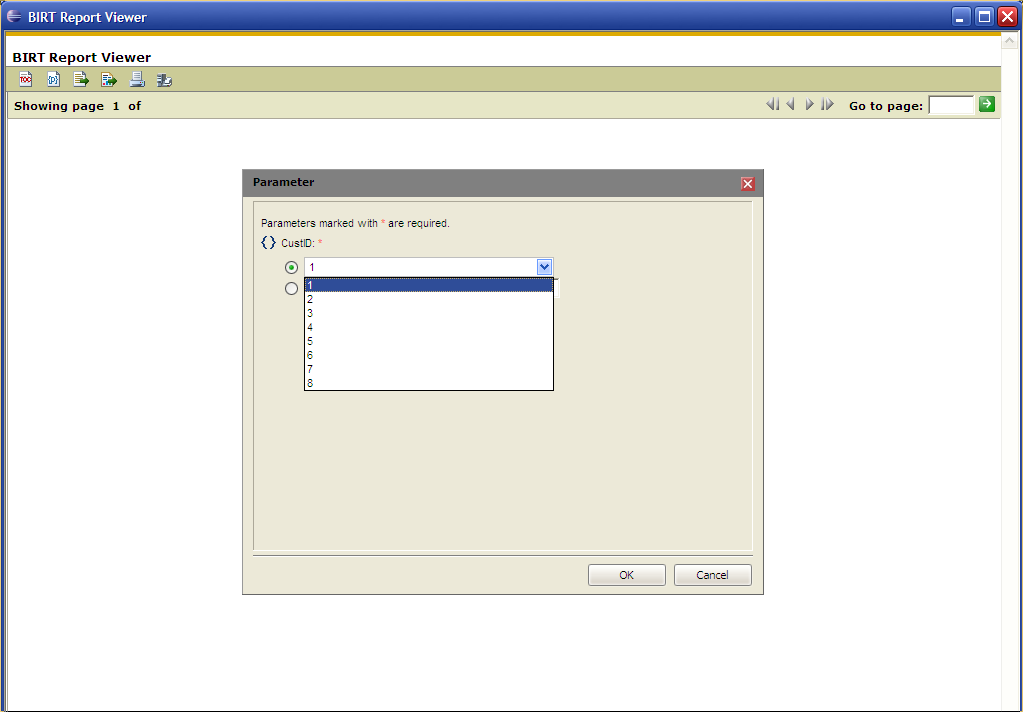 BIRT Report Viewer
BIRT Report Viewer
TOC
Showing page 1 of
Go to page:
Parameter
Parameters marked with * are required.
{} CustID: *
1
1
2
3
4
5
6
7
8
OK Cancel